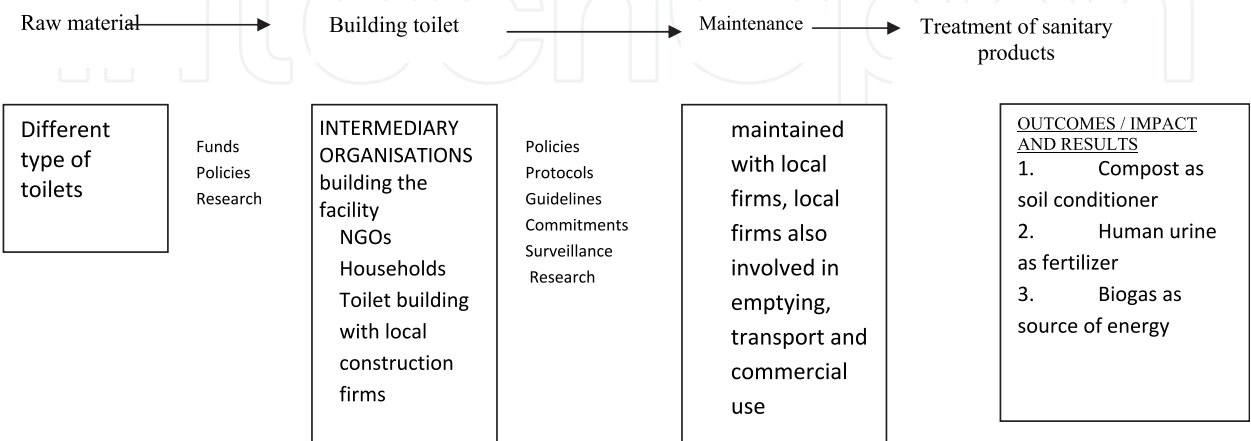 Raw material
Building toilet
Maintenance
Treatment of sanitary
products
Different
type of
toilets
Funds
Policies
Research
INTERMEDIARY
ORGANISATIONS
building the
facility
NGOs
Households
Toilet building
with local
construction
firms
Policies
Protocols
Guidelines
Commitments
Surveillance
Research
maintained
with local
firms, local
firms also
involved in
emptying,
transport and
commercial
use
OUTCOMES / IMPACT
AND RESULTS
1. Compost as
soil conditioner
2. Human urine
as fertilizer
3. Biogas as
source of energy